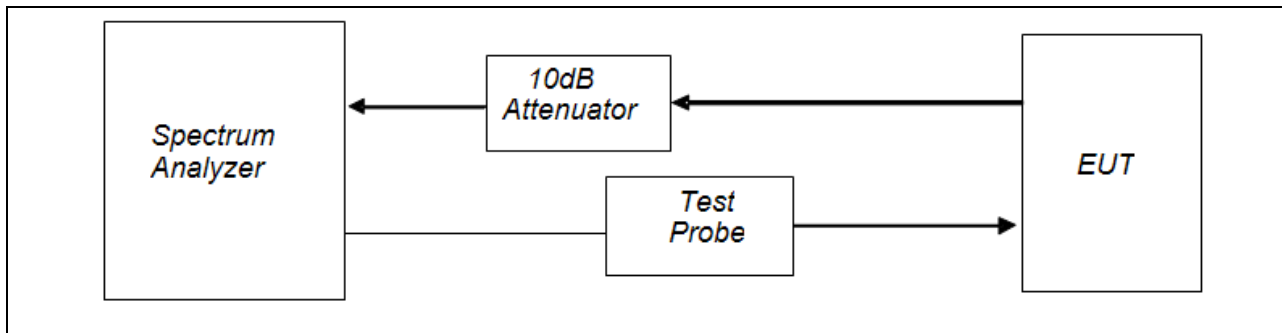 Spectrum
Analyzer
10dB
Attenuator
Test
Probe
EUT